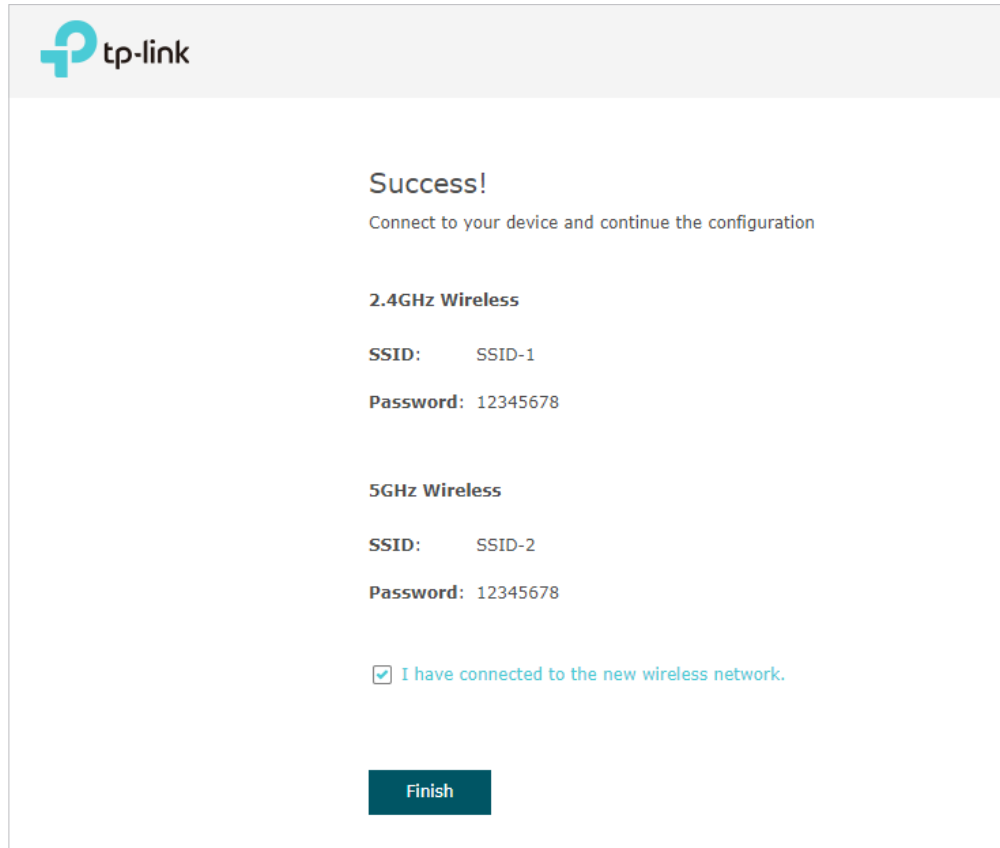 tp-link
Success!
Connect to your device and continue the configuration
2.4GHz Wireless
SSID: SSID-1
Password: 12345678
5GHz Wireless
SSID: SSID-2
Password: 12345678
I have connected to the new wireless network.
Finish